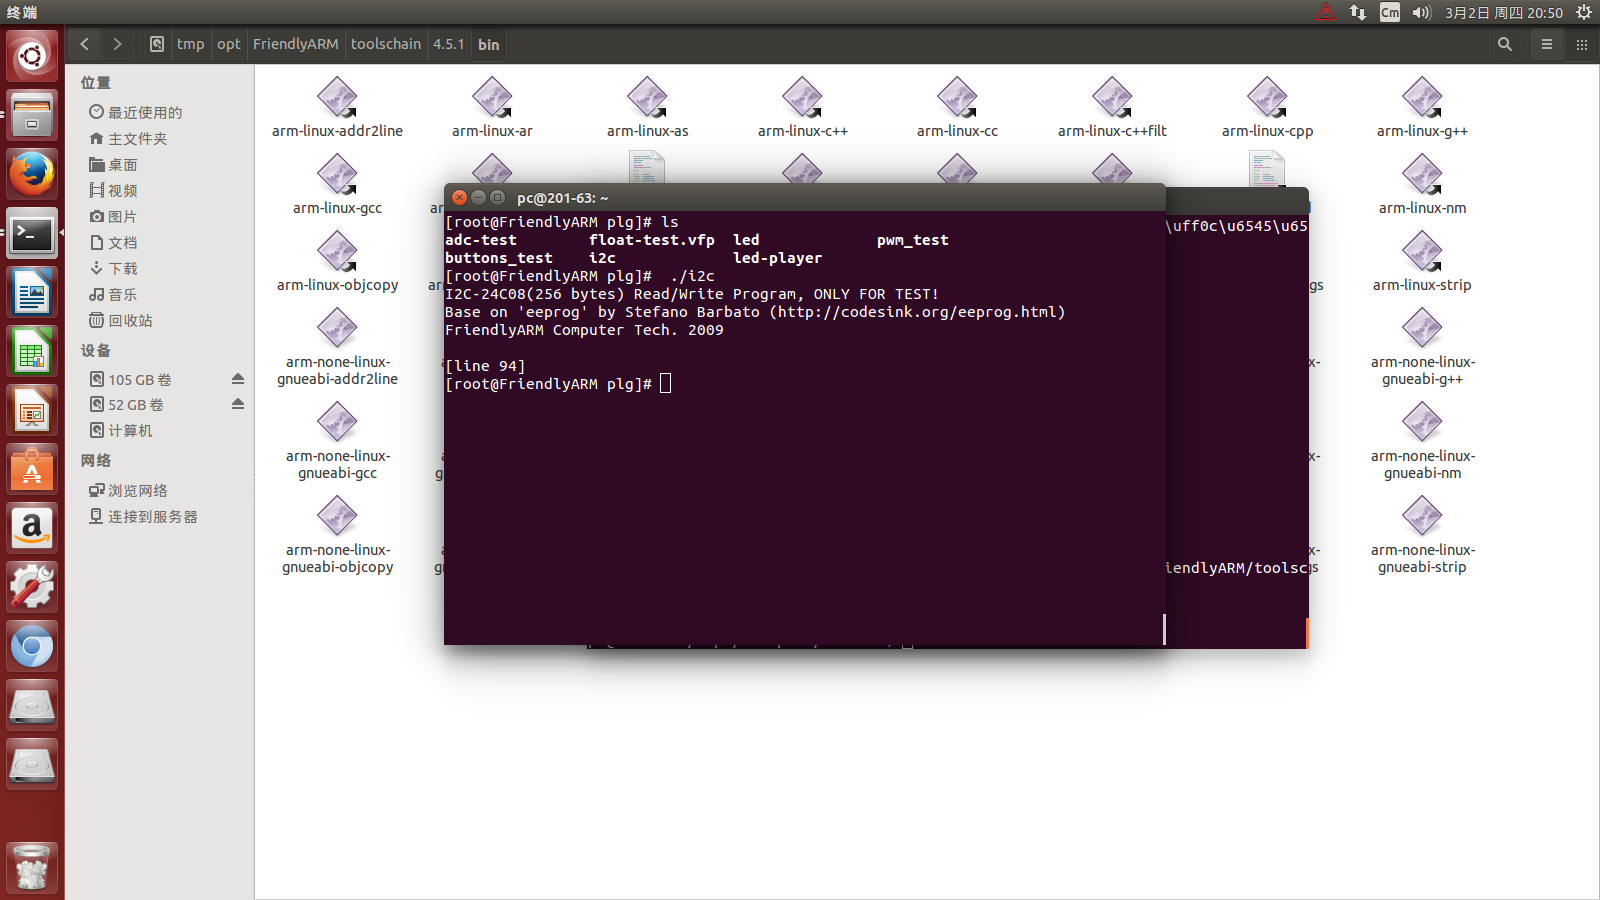 终端
Cm
3月2日 周四 20:50
tmp opt FriendlyARM toolschain 4.5.1 bin
位置
最近使用的
主文件夹
桌面
视频
图片
文档
下载
音乐
回收站
设备
105 GB 卷
52 GB 卷
计算机
网络
浏览网络
连接到服务器
arm-linux-addr2line
arm-linux-ar
arm-linux-as
arm-linux-c++
arm-linux-cc
arm-linux-c++filt
arm-linux-cpp
arm-linux-g++
arm-linux-gcc
arm-linux-nm
arm-linux-objcopy
gs
arm-linux-strip
arm-none-linux-
gnueabi-addr2line
arm-none-linux-
gnueabi-g++
arm-none-linux-
gnueabi-gcc
arm-none-linux-
gnueabi-nm
arm-none-linux-
gnueabi-objcopy
arm-none-linux-
gnueabi-strip
pc@201-63: ~
[root@FriendlyARM plg]# ls
adc-test float-test.vfp led pwm_test
buttons_test i2c led-player
[root@FriendlyARM plg]# ./i2c
I2C-24C08(256 bytes) Read/Write Program, ONLY FOR TEST!
Base on 'eeprog' by Stefano Barbato (http://codesink.org/eeprog.html)
FriendlyARM Computer Tech. 2009
[line 94]
[root@FriendlyARM plg]#
\uff0c\u6545\u65
iendlyARM/toolsc